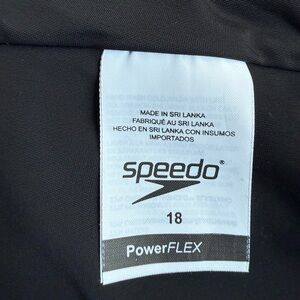 MADE IN SRI LANKA
FABRIQUÉ AU SRI LANKA
HECHO EN SRI LANKA CON INSUMOS
IMPORTADOS
speedo®
18
PowerFLEX